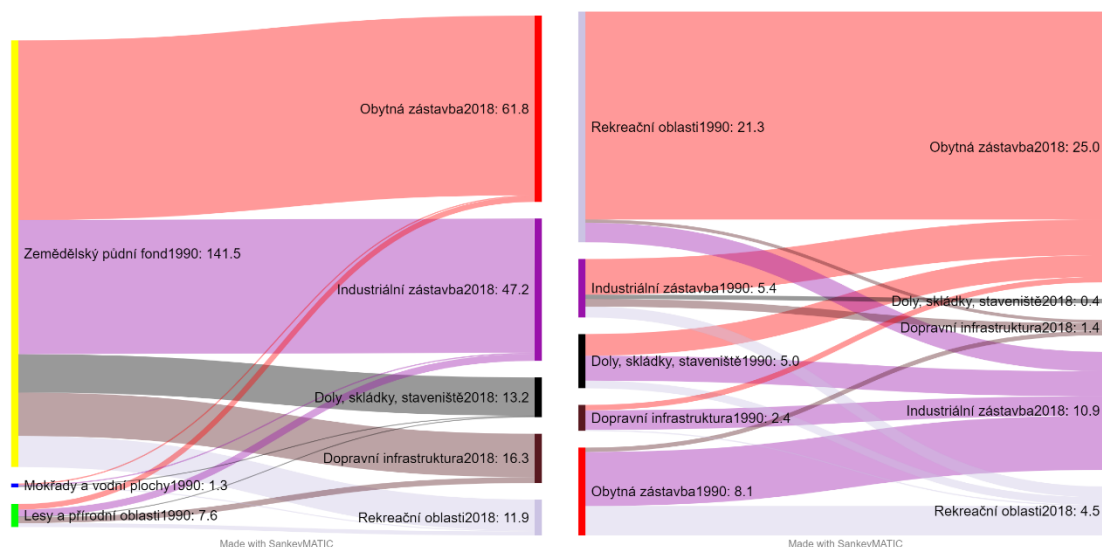 Obytná zástavba2018: 61.8
Zemědělský půdní fond1990: 141.5
Industriální zástavba2018: 47.2
Doly, skládky, staveniště2018: 13.2
Dopravní infrastruktura2018: 16.3
Mokřady a vodní plochy1990: 1.3
Lesy a přírodní oblasti1990: 7.6
Rekreační oblasti2018: 11.9
Made with SankeyMATIC
Rekreační oblasti1990: 21.3
Obytná zástavba2018: 25.0
Industriální zástavba1990: 5.4
Doly, skládky, staveniště2018: 0.4
Dopravní infrastruktura2018: 1.4
Doly, skládky, staveniště1990: 5.0
Dopravní infrastruktura1990: 2.4
Industriální zástavba2018: 10.9
Obytná zástavba1990: 8.1
Rekreační oblasti2018: 4.5
Made with SankeyMATIC